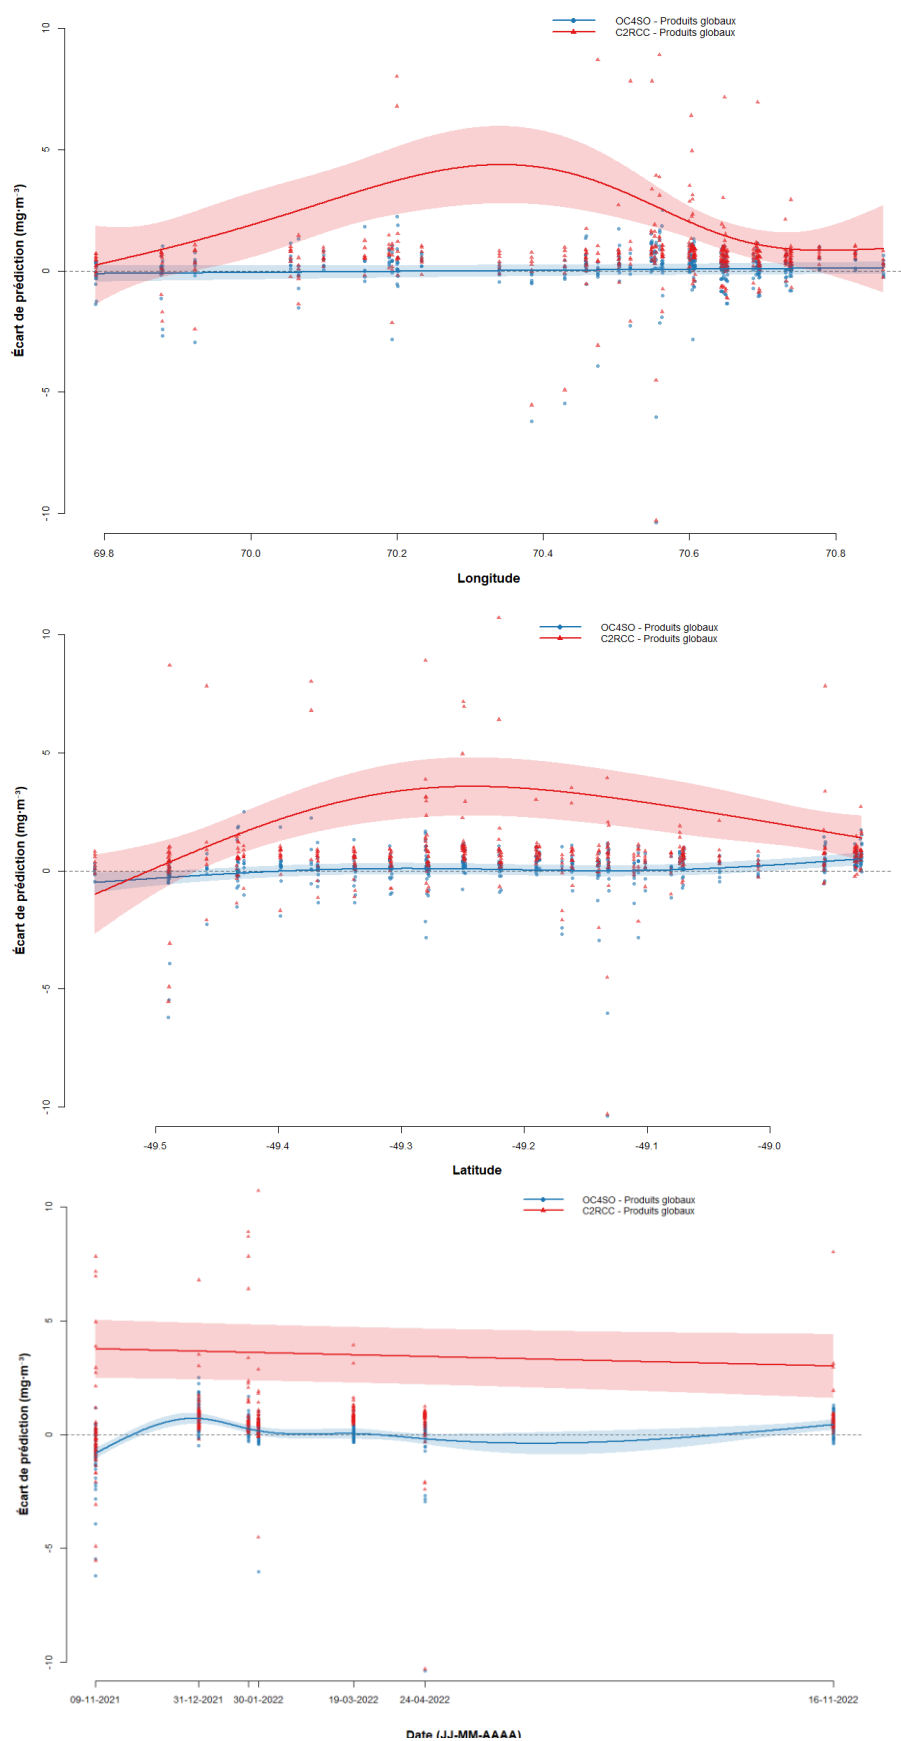 OC4SO - Produits globaux
C2RCC - Produits globaux
10
5
0
-5
-10
Écart de prédiction (mg·m⁻³)
69.8 70.0 70.2 70.4 70.6 70.8
Longitude
OC4SO - Produits globaux
C2RCC - Produits globaux
10
5
0
-5
-10
Écart de prédiction (mg·m⁻³)
-49.5 -49.4 -49.3 -49.2 -49.1 -49.0
Latitude
OC4SO - Produits globaux
C2RCC - Produits globaux
10
5
0
-5
-10
Écart de prédiction (mg·m⁻³)
09-11-2021 31-12-2021 30-01-2022 19-03-2022 24-04-2022 16-11-2022
Date (JJ-MM-AAAA)